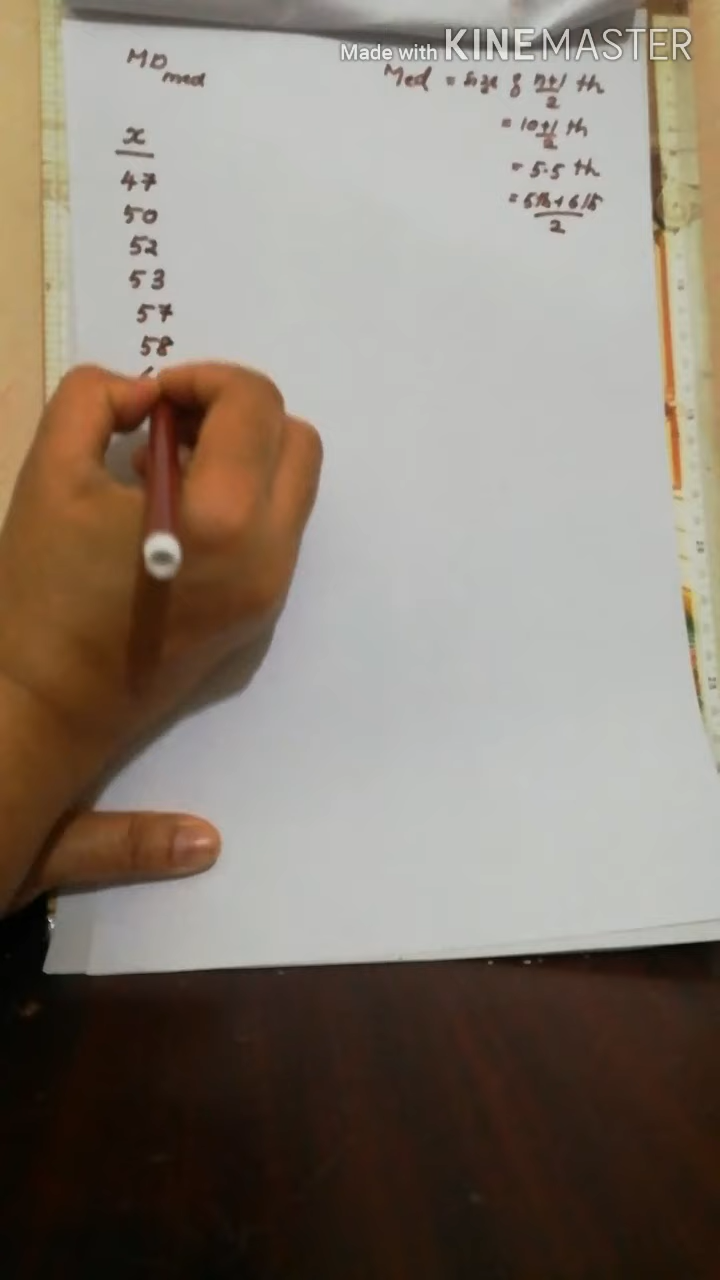 Made with KINEMASTER
MD med
Med = Size of n+1/2 th
= 10+1/2 th
= 5.5 th
= 5th+6th/2
x
47
50
52
53
57
58